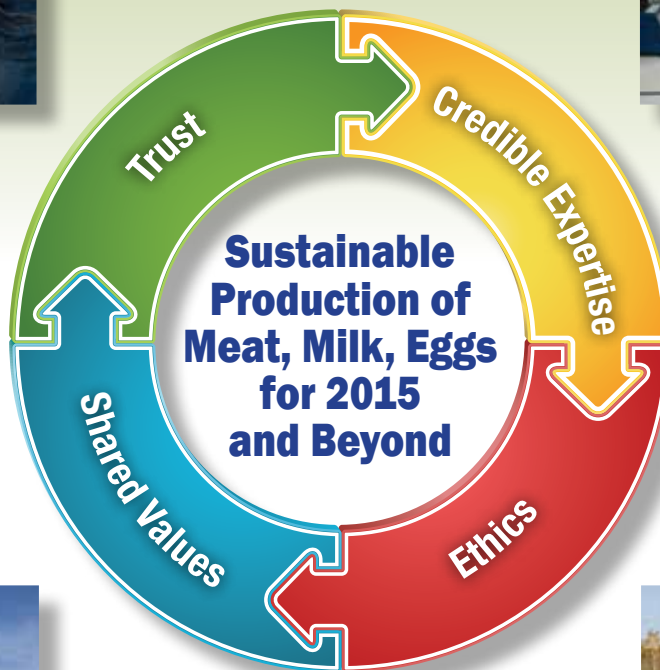 Trust
Credible Expertise
Sustainable
Production of
Meat, Milk, Eggs
for 2015
and Beyond
Shared Values
Ethics